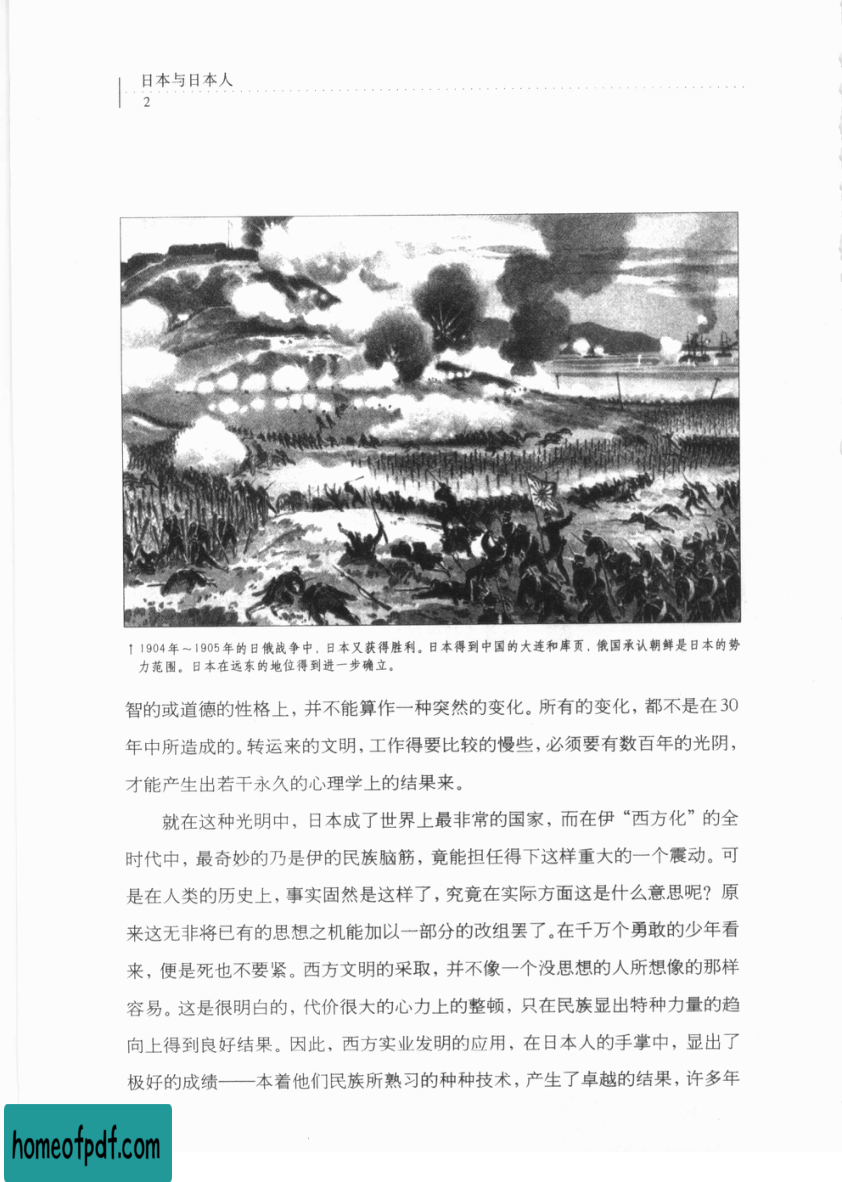 日本与日本人
2
↑1904年～1905年的日俄战争中，日本又获得胜利。日本得到中国的大连和库页，俄国承认朝鲜是日本的势
力范围。日本在远东的地位得到进一步确立。
智的或道德的性格上，并不能算作一种突然的变化。所有的变化，都不是在30
年中所造成的。转运来的文明，工作得要比较的慢些，必须要有数百年的光阴，
才能产生出若干永久的心理学上的结果来。
就在这种光明中，日本成了世界上最非常的国家，而在伊“西方化”的全
时代中，最奇妙的乃是伊的民族脑筋，竟能担任得下这样重大的一个震动。可
是在人类的历史上，事实固然是这样了，究竟在实际方面这是什么意思呢？原
来这无非将已有的思想之机能加以一部分的改组罢了。在千万个勇敢的少年看
来，便是死也不要紧。西方文明的采取，并不像一个没思想的人所想像的那样
容易。这是很明白的，代价很大的心力上的整顿，只在民族显出特种力量的趋
向上得到良好结果。因此，西方实业发明的应用，在日本人的手掌中，显出了
极好的成绩——本着他们民族所熟习的种种技术，产生了卓越的结果，许多年
homeofpdf.com